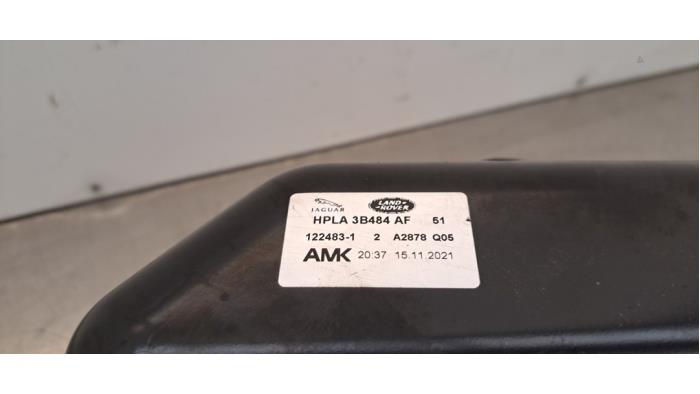 JAGUAR LAND ROVER
HPLA 3B484 AF 51
122483-1 2 A2878 Q05
AMK 20:37 15.11.2021